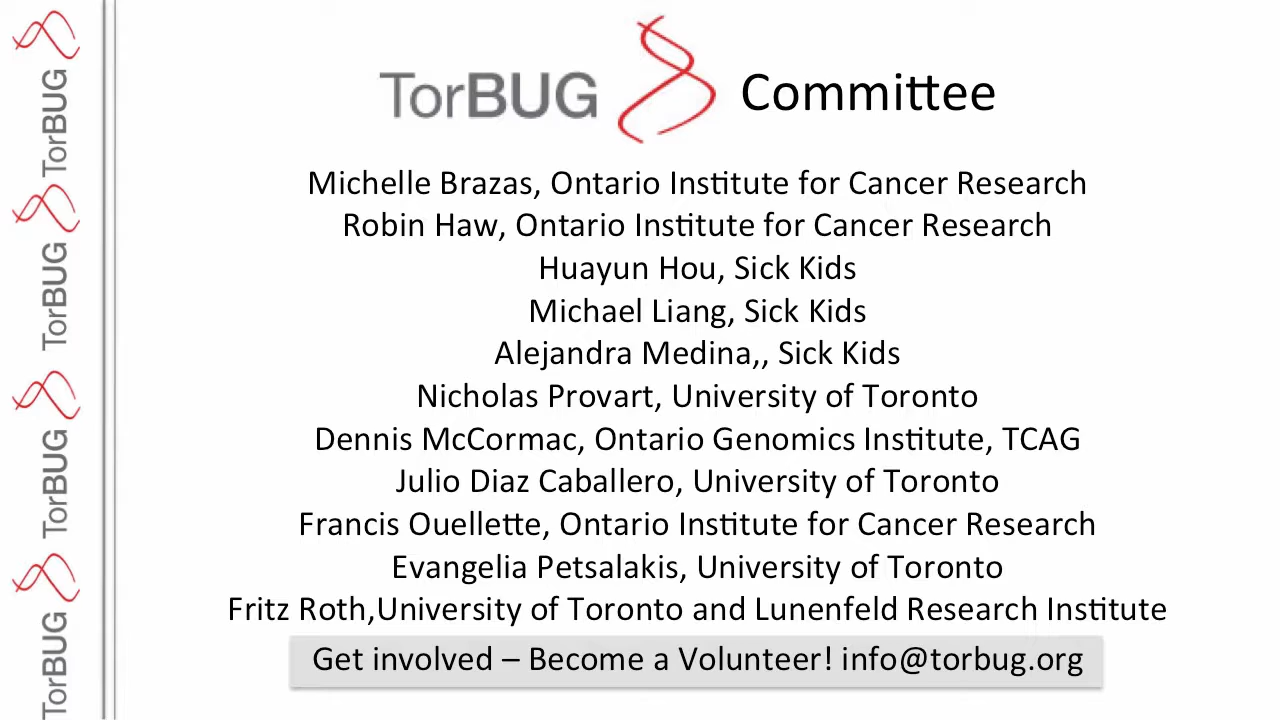 TorBUG Committee
Michelle Brazas, Ontario Institute for Cancer Research
Robin Haw, Ontario Institute for Cancer Research
Huayun Hou, Sick Kids
Michael Liang, Sick Kids
Alejandra Medina,, Sick Kids
Nicholas Provart, University of Toronto
Dennis McCormac, Ontario Genomics Institute, TCAG
Julio Diaz Caballero, University of Toronto
Francis Ouellette, Ontario Institute for Cancer Research
Evangelia Petsalakis, University of Toronto
Fritz Roth,University of Toronto and Lunenfeld Research Institute
Get involved – Become a Volunteer! info@torbug.org
TorBUG
TorBUG
TorBUG
TorBUG